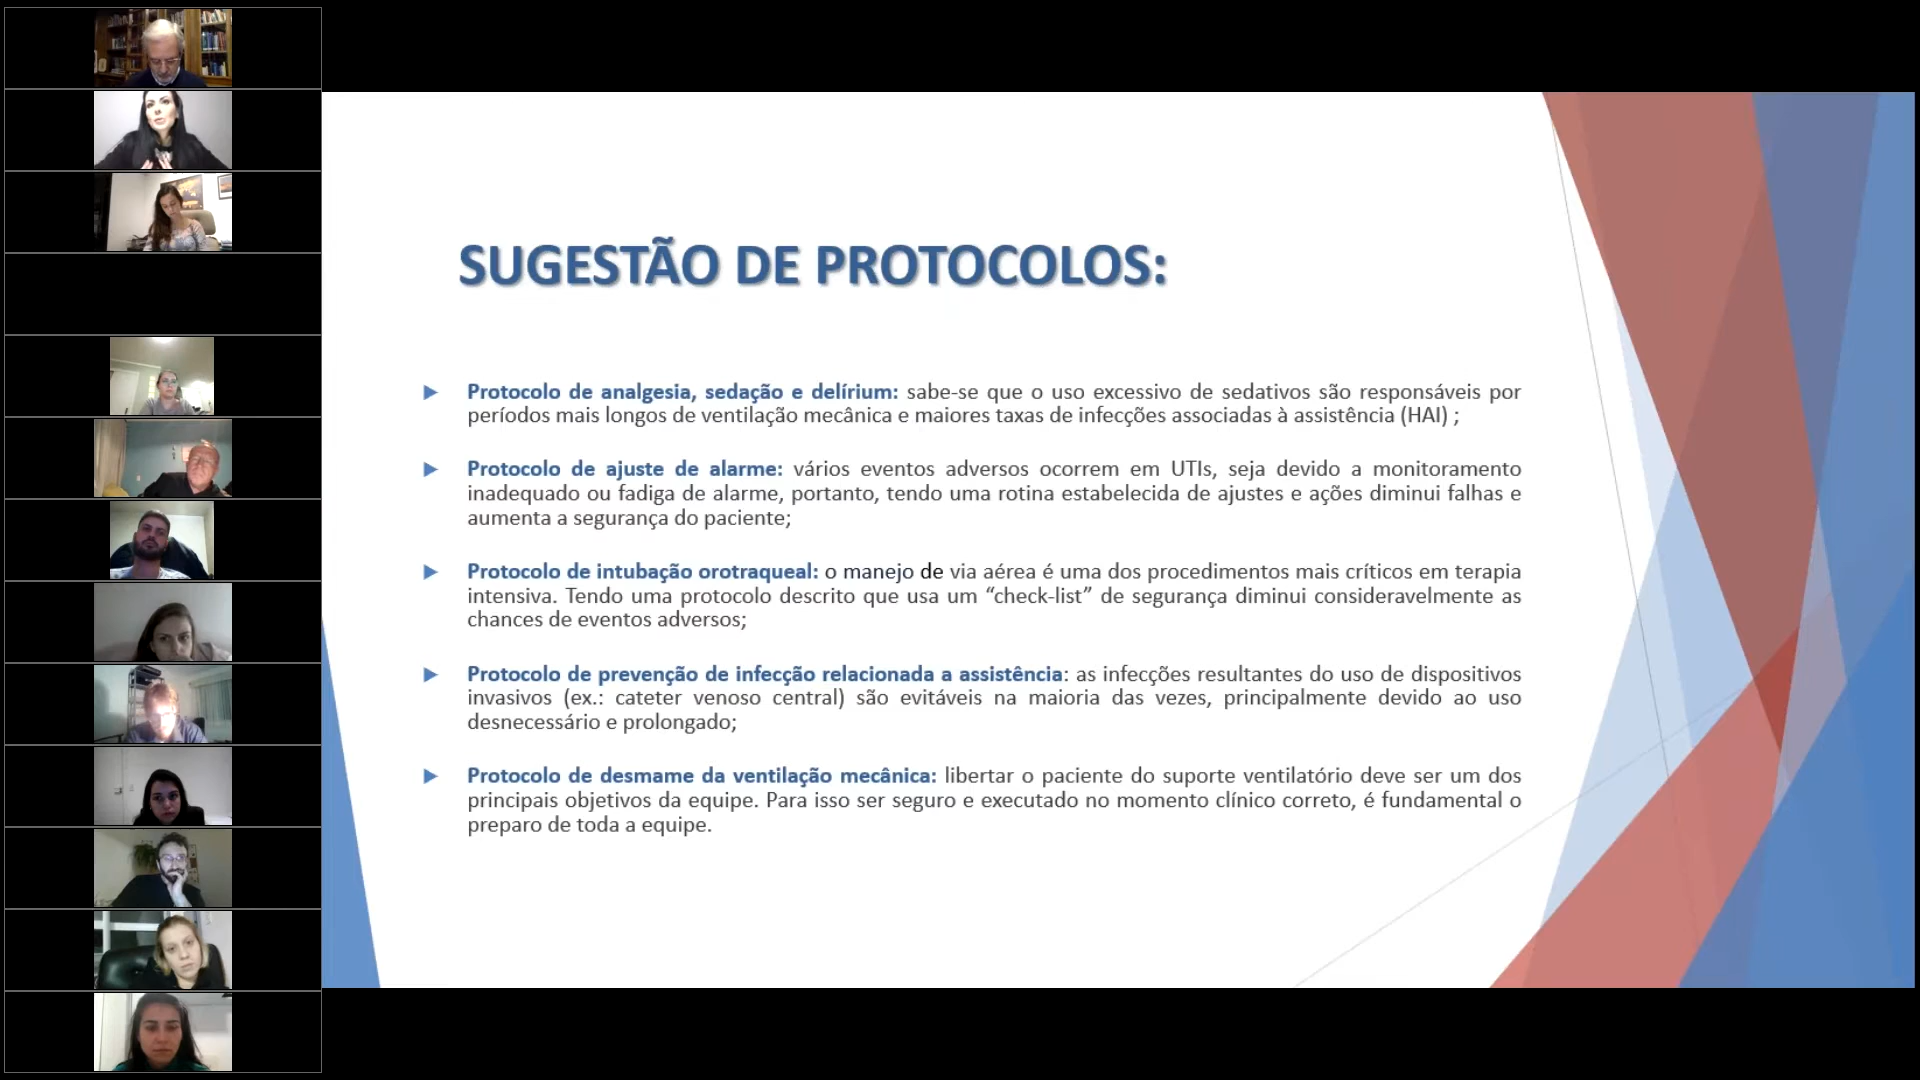 SUGESTÃO DE PROTOCOLOS:
Protocolo de analgesia, sedação e delírium: sabe-se que o uso excessivo de sedativos são responsáveis por
períodos mais longos de ventilação mecânica e maiores taxas de infecções associadas à assistência (HAI) ;
Protocolo de ajuste de alarme: vários eventos adversos ocorrem em UTIs, seja devido a monitoramento
inadequado ou fadiga de alarme, portanto, tendo uma rotina estabelecida de ajustes e ações diminui falhas e
aumenta a segurança do paciente;
Protocolo de intubação orotraqueal: o manejo de via aérea é uma dos procedimentos mais críticos em terapia
intensiva. Tendo uma protocolo descrito que usa um “check-list” de segurança diminui consideravelmente as
chances de eventos adversos;
Protocolo de prevenção de infecção relacionada a assistência: as infecções resultantes do uso de dispositivos
invasivos (ex.: cateter venoso central) são evitáveis na maioria das vezes, principalmente devido ao uso
desnecessário e prolongado;
Protocolo de desmame da ventilação mecânica: libertar o paciente do suporte ventilatório deve ser um dos
principais objetivos da equipe. Para isso ser seguro e executado no momento clínico correto, é fundamental o
preparo de toda a equipe.